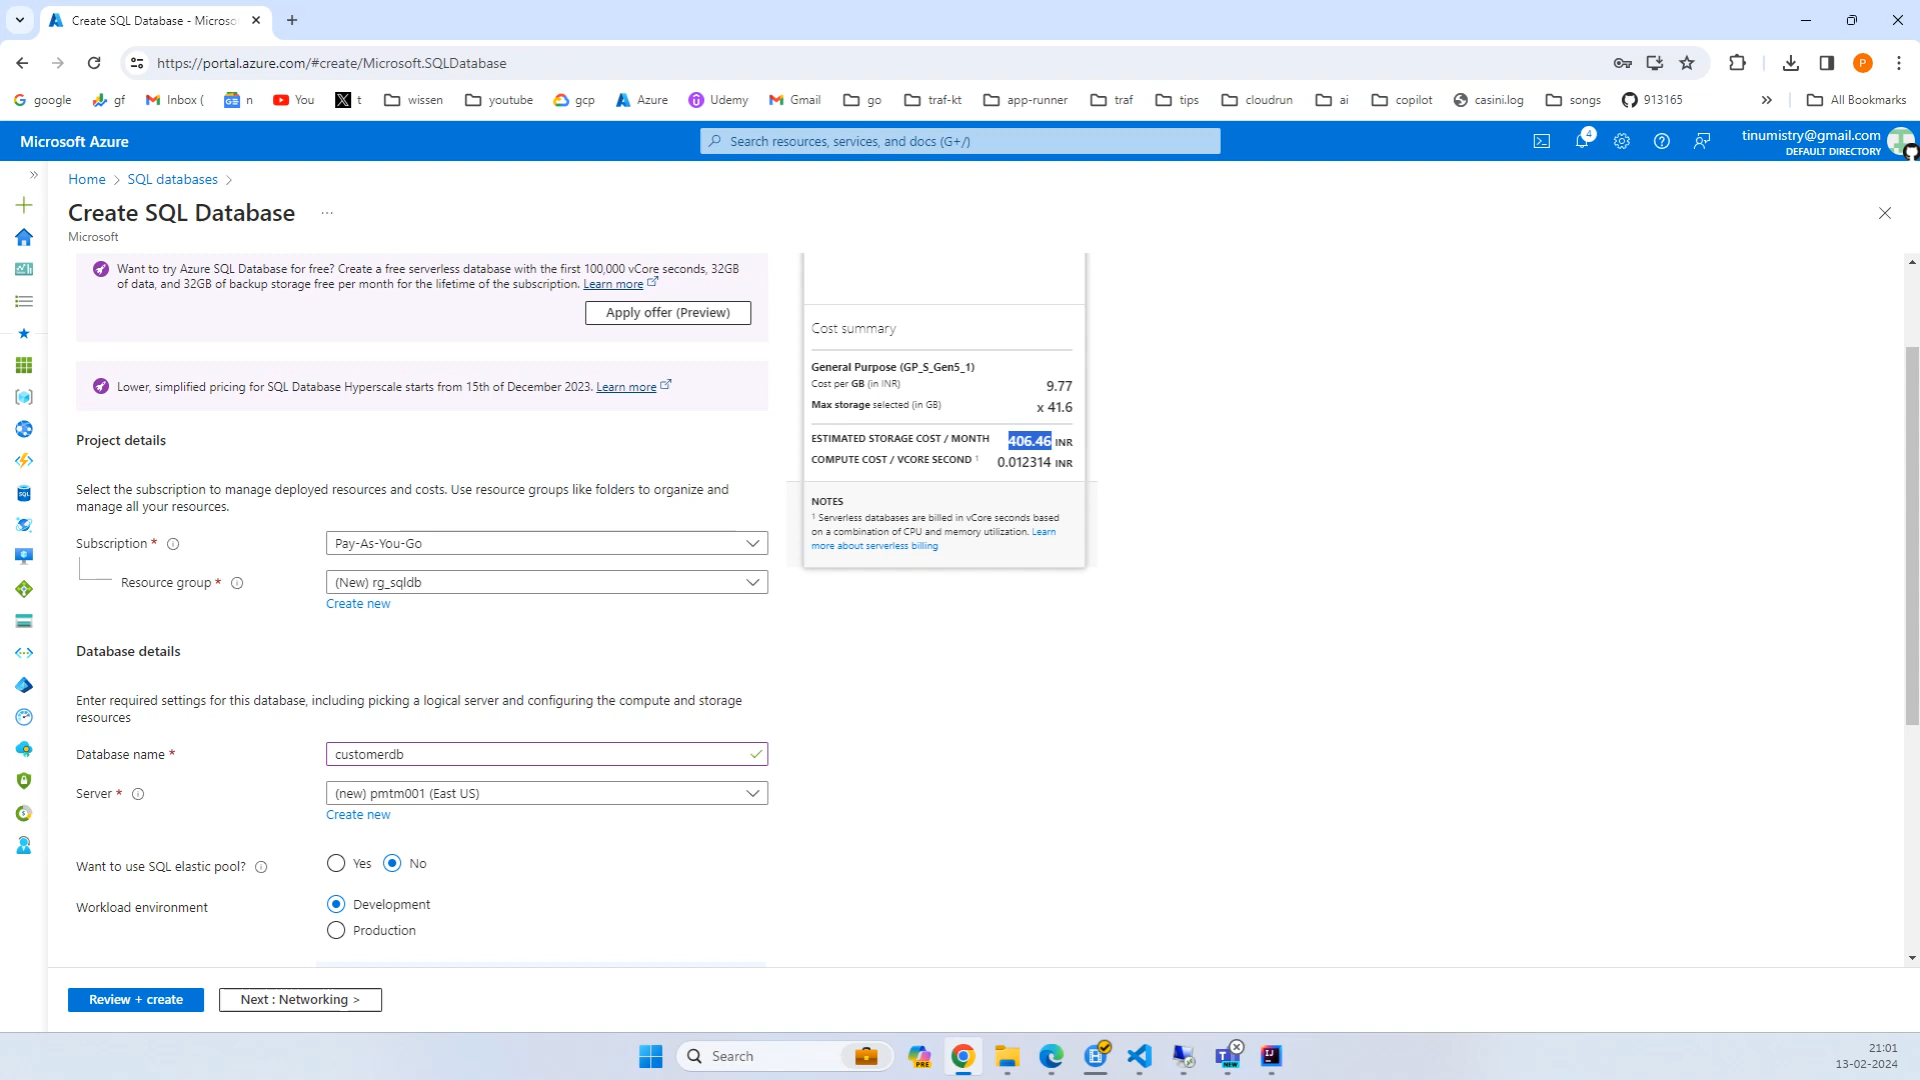 Create SQL Database - Microso
https://portal.azure.com/#create/Microsoft.SQLDatabase
P
google
gf
Inbox (
n
You
t
wissen
youtube
gcp
Azure
Udemy
Gmail
go
traf-kt
app-runner
traf
tips
cloudrun
ai
copilot
casini.log
songs
913165
All Bookmarks
Microsoft Azure
Search resources, services, and docs (G+/)
4
tinumistry@gmail.com
DEFAULT DIRECTORY
Home > SQL databases >
Create SQL Database ...
Microsoft
Want to try Azure SQL Database for free? Create a free serverless database with the first 100,000 vCore seconds, 32GB
of data, and 32GB of backup storage free per month for the lifetime of the subscription. Learn more
Apply offer (Preview)
Lower, simplified pricing for SQL Database Hyperscale starts from 15th of December 2023. Learn more
Project details
Select the subscription to manage deployed resources and costs. Use resource groups like folders to organize and
manage all your resources.
Subscription *
Pay-As-You-Go
Resource group *
(New) rg_sqldb
Create new
Database details
Enter required settings for this database, including picking a logical server and configuring the compute and storage
resources
Database name *
customerdb
Server *
(new) pmtm001 (East US)
Create new
Want to use SQL elastic pool?
Yes No
Workload environment
Development
Production
Cost summary
General Purpose (GP_S_Gen5_1)
Cost per GB (in INR) 9.77
Max storage selected (in GB) x 41.6
ESTIMATED STORAGE COST / MONTH 406.46 INR
COMPUTE COST / VCORE SECOND 1 0.012314 INR
NOTES
1 Serverless databases are billed in vCore seconds based
on a combination of CPU and memory utilization. Learn
more about serverless billing
Review + create
Next : Networking >
Search
PRE
NEW
21:01
13-02-2024